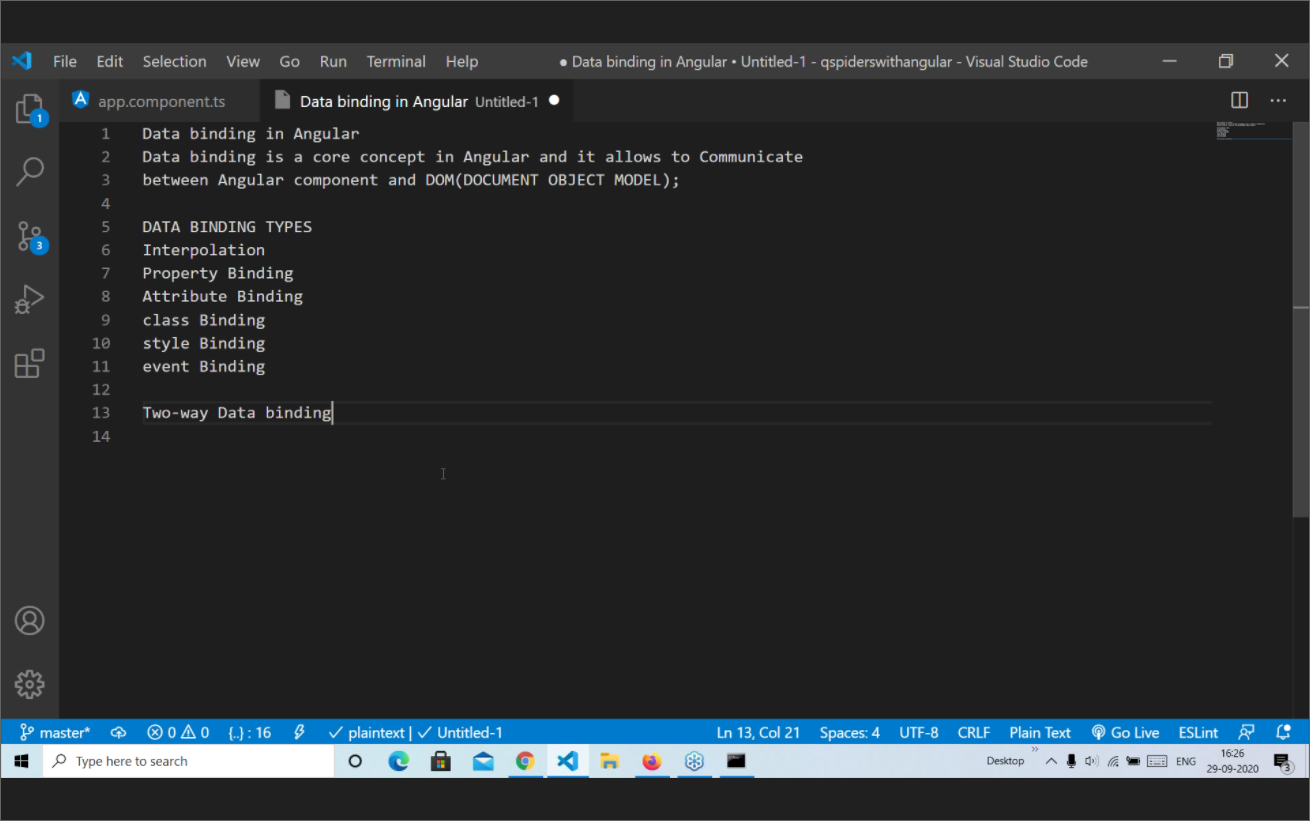 File Edit Selection View Go Run Terminal Help ● Data binding in Angular • Untitled-1 - qspiderswithangular - Visual Studio Code
app.component.ts Data binding in Angular Untitled-1
1
3
1 Data binding in Angular
2 Data binding is a core concept in Angular and it allows to Communicate
3 between Angular component and DOM(DOCUMENT OBJECT MODEL);
4
5 DATA BINDING TYPES
6 Interpolation
7 Property Binding
8 Attribute Binding
9 class Binding
10 style Binding
11 event Binding
12
13 Two-way Data binding
14
master* 0 0 {..} : 16 plaintext | Untitled-1 Ln 13, Col 21 Spaces: 4 UTF-8 CRLF Plain Text Go Live ESLint
Type here to search Desktop ENG 16:26
29-09-2020 3